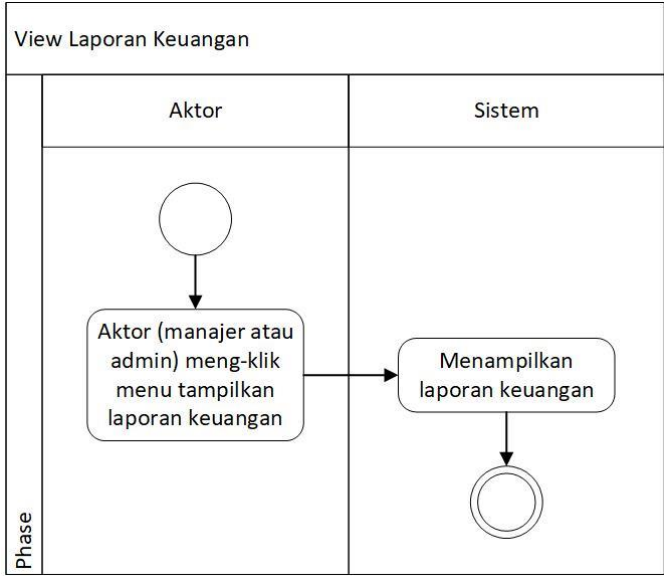 View Laporan Keuangan
Aktor
Sistem
Aktor (manajer atau
admin) meng-klik
menu tampilkan
laporan keuangan
Menampilkan
laporan keuangan
Phase